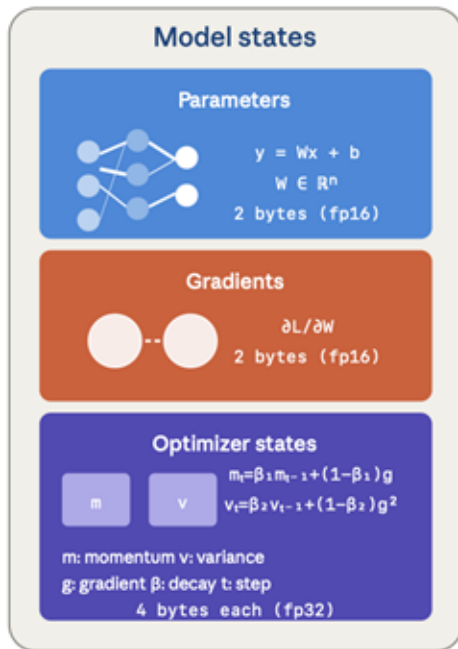 Model states
Parameters
y = Wx + b
W ∈ ℝⁿ
2 bytes (fp16)
Gradients
∂L/∂W
2 bytes (fp16)
Optimizer states
mₜ=β₁mₜ₋₁+(1−β₁)g
m v vₜ=β₂vₜ₋₁+(1−β₂)g²
m: momentum v: variance
g: gradient β: decay t: step
4 bytes each (fp32)